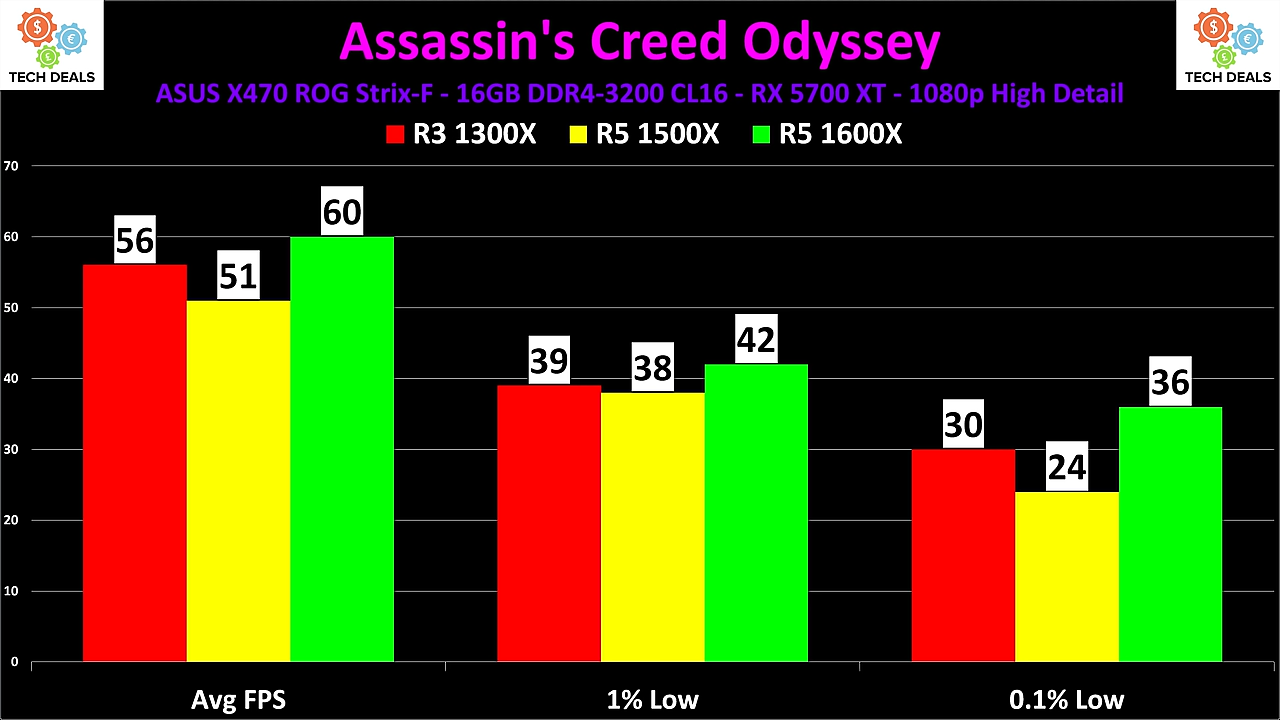 TECH DEALS
Assassin's Creed Odyssey
TECH DEALS
ASUS X470 ROG Strix-F - 16GB DDR4-3200 CL16 - RX 5700 XT - 1080p High Detail
R3 1300X R5 1500X R5 1600X
70
60
50
40
30
20
10
0
56
51
60
39
38
42
30
24
36
Avg FPS
1% Low
0.1% Low
$
€
£
$
€
£